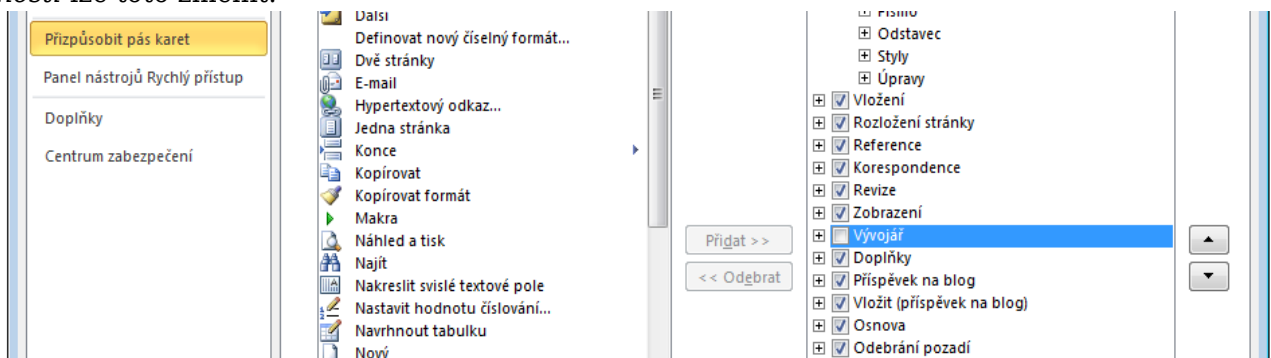 lze toto změnit.
Přizpůsobit pás karet
Panel nástrojů Rychlý přístup
Doplňky
Centrum zabezpečení
Další
Definovat nový číselný formát...
Dvě stránky
E-mail
Hypertextový odkaz...
Jedna stránka
Konce
Kopírovat
Kopírovat formát
Makra
Náhled a tisk
Najít
Nakreslit svislé textové pole
Nastavit hodnotu číslování...
Navrhnout tabulku
Nový
Přidat >>
<< Odebrat
Písmo
Odstavec
Styly
Úpravy
Vložení
Rozložení stránky
Reference
Korespondence
Revize
Zobrazení
Vývojář
Doplňky
Příspěvek na blog
Vložit (příspěvek na blog)
Osnova
Odebrání pozadí